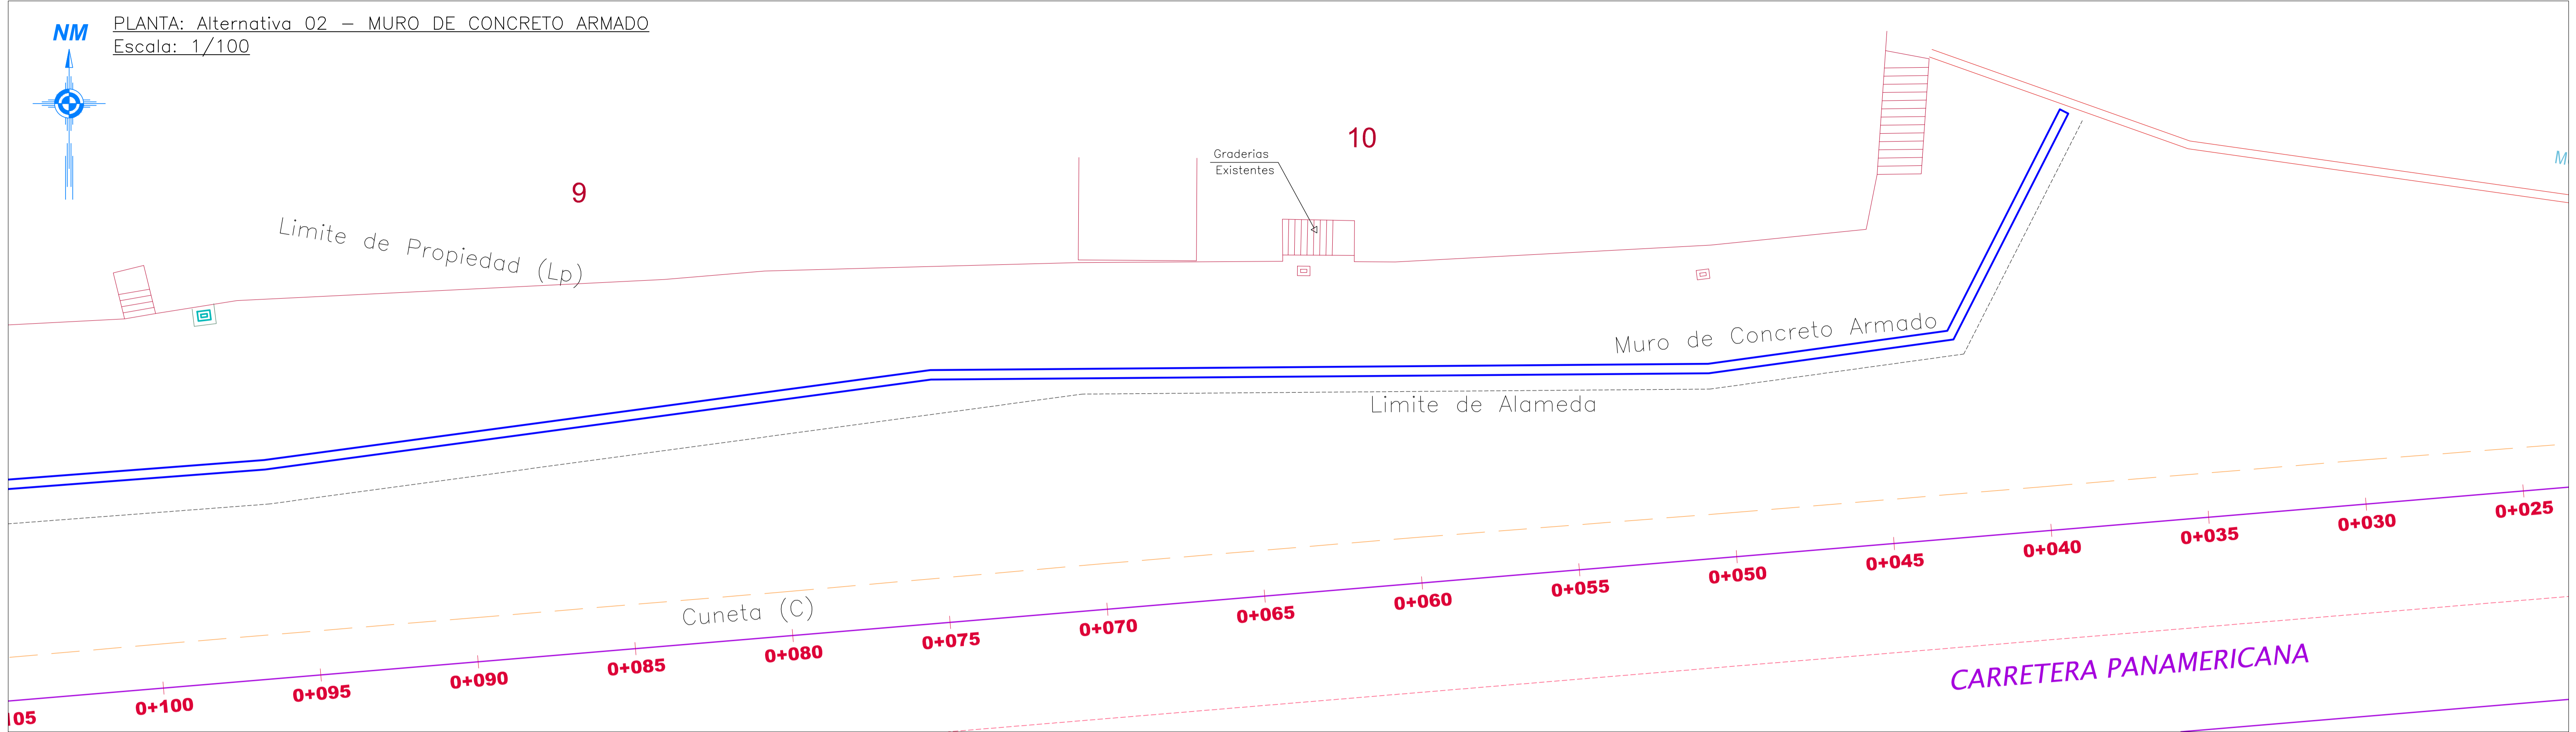 PLANTA: Alternativa 02 – MURO DE CONCRETO ARMADO
Escala: 1/100
NM
10
Graderias
Existentes
9
Limite de Propiedad (Lp)
Muro de Concreto Armado
Limite de Alameda
Cuneta (C)
105
0+100
0+095
0+090
0+085
0+080
0+075
0+070
0+065
0+060
0+055
0+050
0+045
0+040
0+035
0+030
0+025
CARRETERA PANAMERICANA